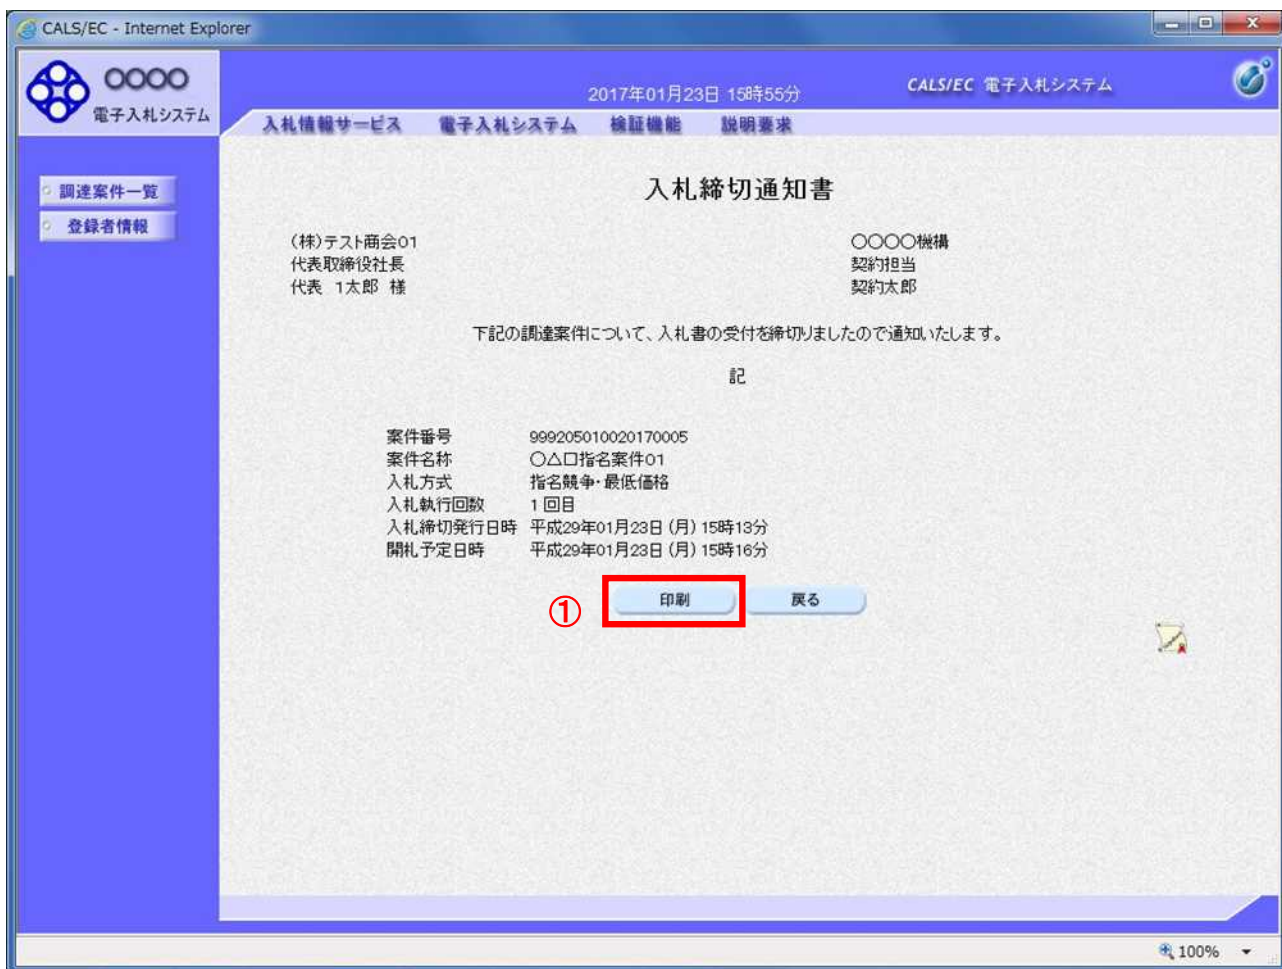 CALS/EC - Internet Explorer
〇〇〇〇
電子入札システム
2017年01月23日 15時55分
CALS/EC 電子入札システム
入札情報サービス 電子入札システム 検証機能 説明要求
調達案件一覧
登録者情報
入札締切通知書
(株)テスト商会01
代表取締役社長
代表 1太郎 様
〇〇〇〇機構
契約担当
契約太郎
下記の調達案件について、入札書の受付を締切りましたので通知いたします。
記
案件番号 999205010020170005
案件名称 〇△□指名案件01
入札方式 指名競争・最低価格
入札執行回数 1回目
入札締切発行日時 平成29年01月23日(月)15時13分
開札予定日時 平成29年01月23日(月)15時16分
① 印刷 戻る
100%